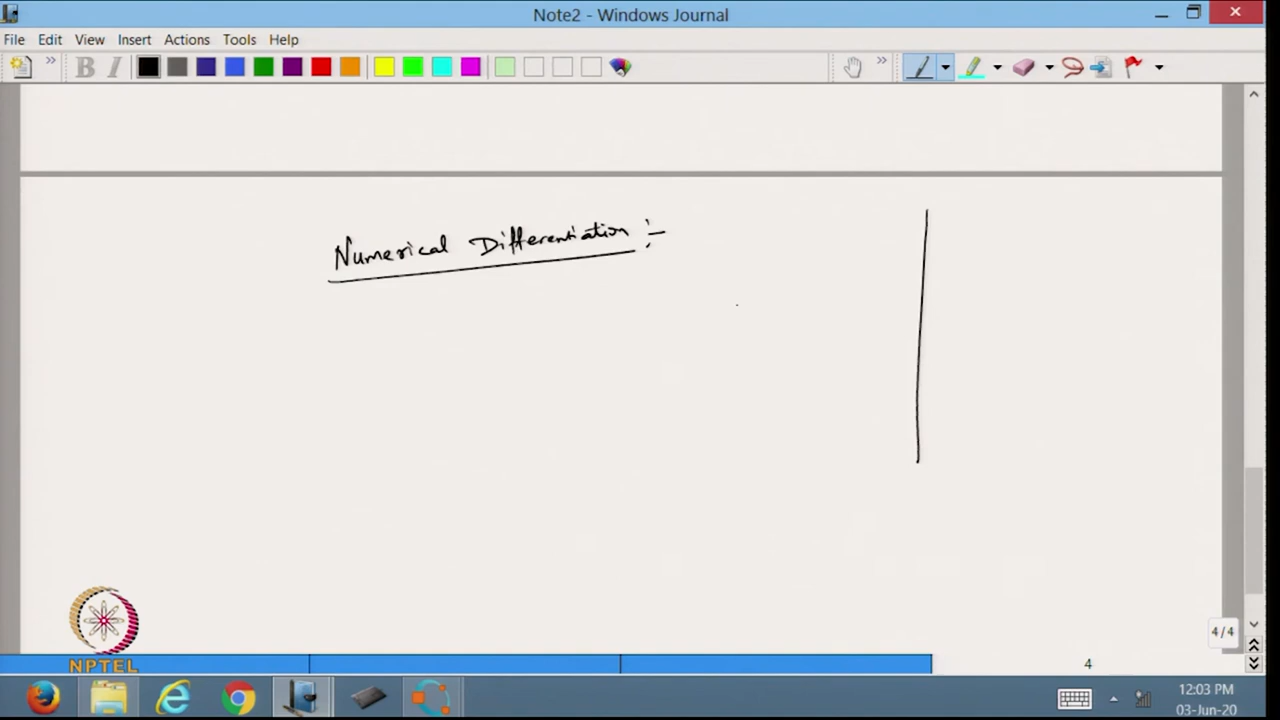 Note2 - Windows Journal
File Edit View Insert Actions Tools Help
B I
Numerical Differentiation :-
4/4
NPTEL
4
12:03 PM
03-Jun-20